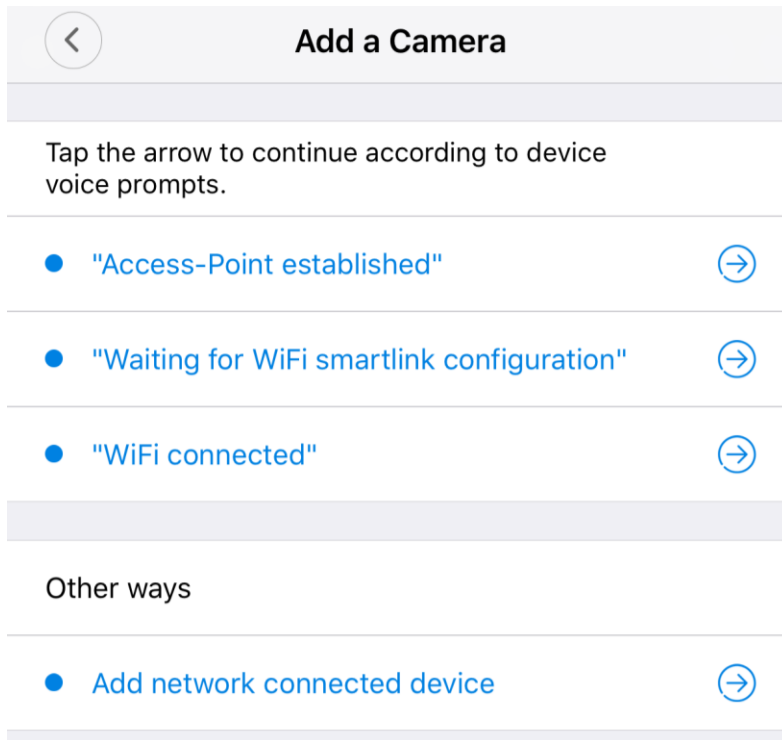 Add a Camera
Tap the arrow to continue according to device
voice prompts.
"Access-Point established"
"Waiting for WiFi smartlink configuration"
"WiFi connected"
Other ways
Add network connected device